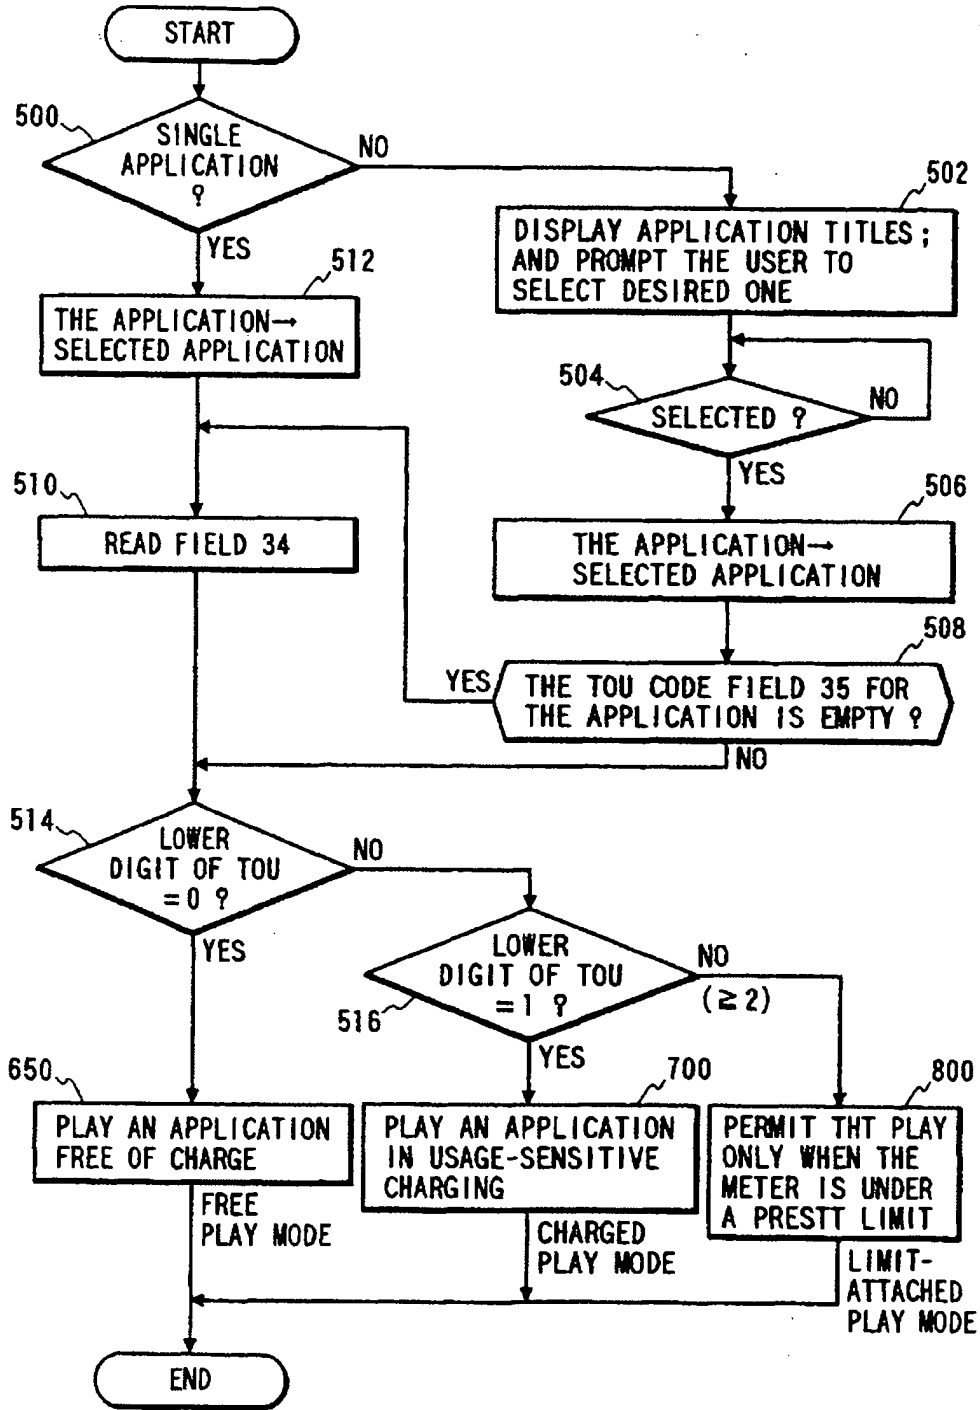 START
500
SINGLE
APPLICATION
?
NO
YES
502
DISPLAY APPLICATION TITLES;
AND PROMPT THE USER TO
SELECT DESIRED ONE
512
THE APPLICATION→
SELECTED APPLICATION
504
SELECTED ?
NO
YES
506
THE APPLICATION→
SELECTED APPLICATION
510
READ FIELD 34
508
YES
THE TOU CODE FIELD 35 FOR
THE APPLICATION IS EMPTY ?
NO
514
LOWER
DIGIT OF TOU
=0 ?
NO
YES
516
LOWER
DIGIT OF TOU
=1 ?
NO
(≥2)
YES
650
PLAY AN APPLICATION
FREE OF CHARGE
FREE
PLAY MODE
700
PLAY AN APPLICATION
IN USAGE-SENSITIVE
CHARGING
CHARGED
PLAY MODE
800
PERMIT THT PLAY
ONLY WHEN THE
METER IS UNDER
A PRESTT LIMIT
LIMIT-
ATTACHED
PLAY MODE
END